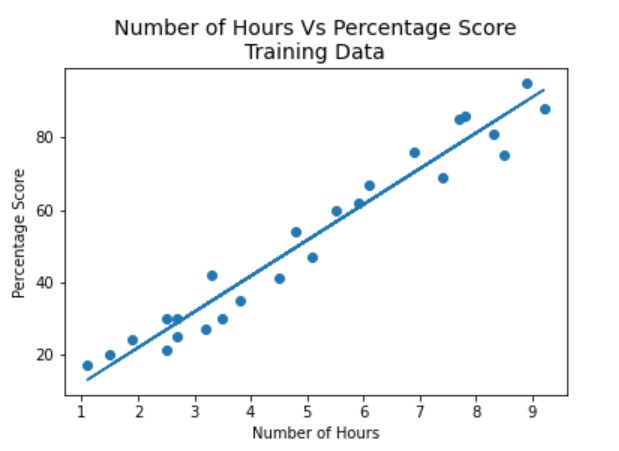 Number of Hours Vs Percentage Score
Training Data
Percentage Score
80
60
40
20
1 2 3 4 5 6 7 8 9
Number of Hours